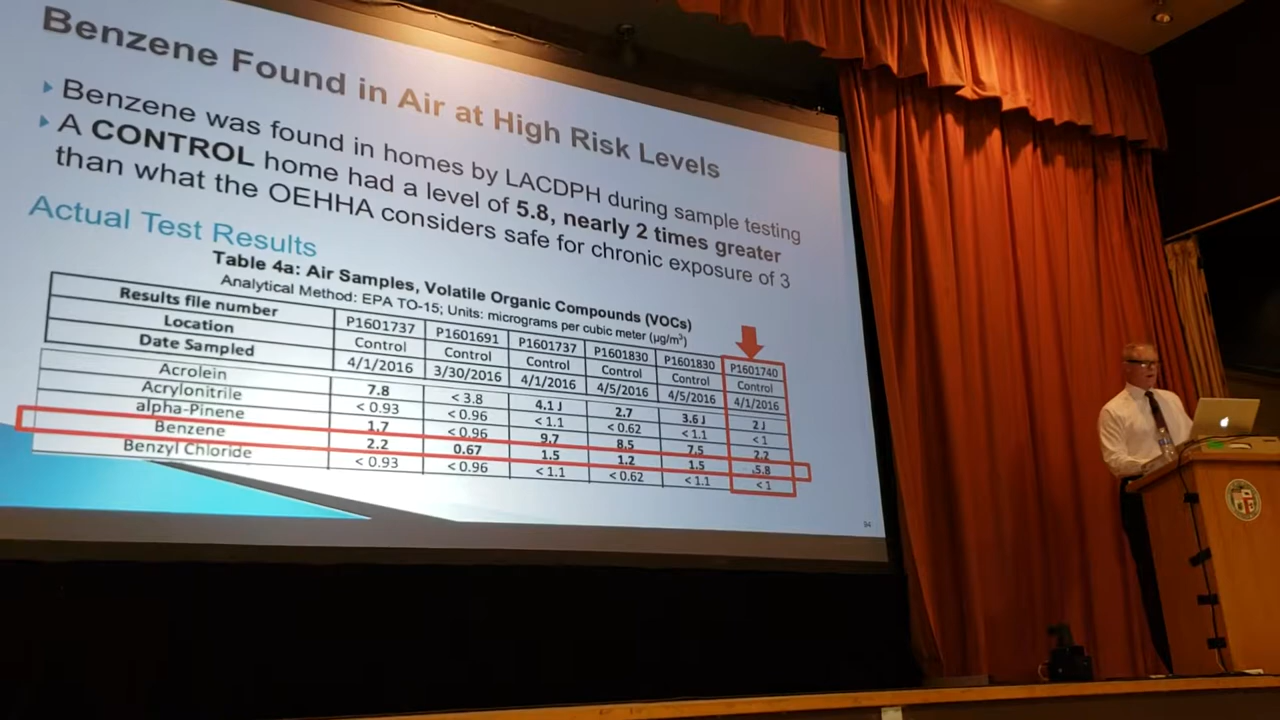 Benzene Found in Air at High Risk Levels
Benzene was found in homes by LACDPH during sample testing
A CONTROL home had a level of 5.8, nearly 2 times greater
than what the OEHHA considers safe for chronic exposure of 3
Actual Test Results
Table 4a: Air Samples, Volatile Organic Compounds (VOCs)
Analytical Method: EPA TO-15; Units: micrograms per cubic meter (µg/m³)
Results file number P1601737 P1601691 P1601737 P1601830 P1601830 P1601740
Location Control Control Control Control Control Control
Date Sampled 4/1/2016 3/30/2016 4/1/2016 4/5/2016 4/5/2016 4/1/2016
Acrolein 7.8 < 3.8 4.1 J 2.7 3.6 J 2 J
Acrylonitrile < 0.93 < 0.96 < 1.1 < 0.62 < 1.1 < 1
alpha-Pinene 1.7 < 0.96 9.7 8.5 7.5 2.2
Benzene 2.2 0.67 1.5 1.2 1.5 5.8
Benzyl Chloride < 0.93 < 0.96 < 1.1 < 0.62 < 1.1 < 1